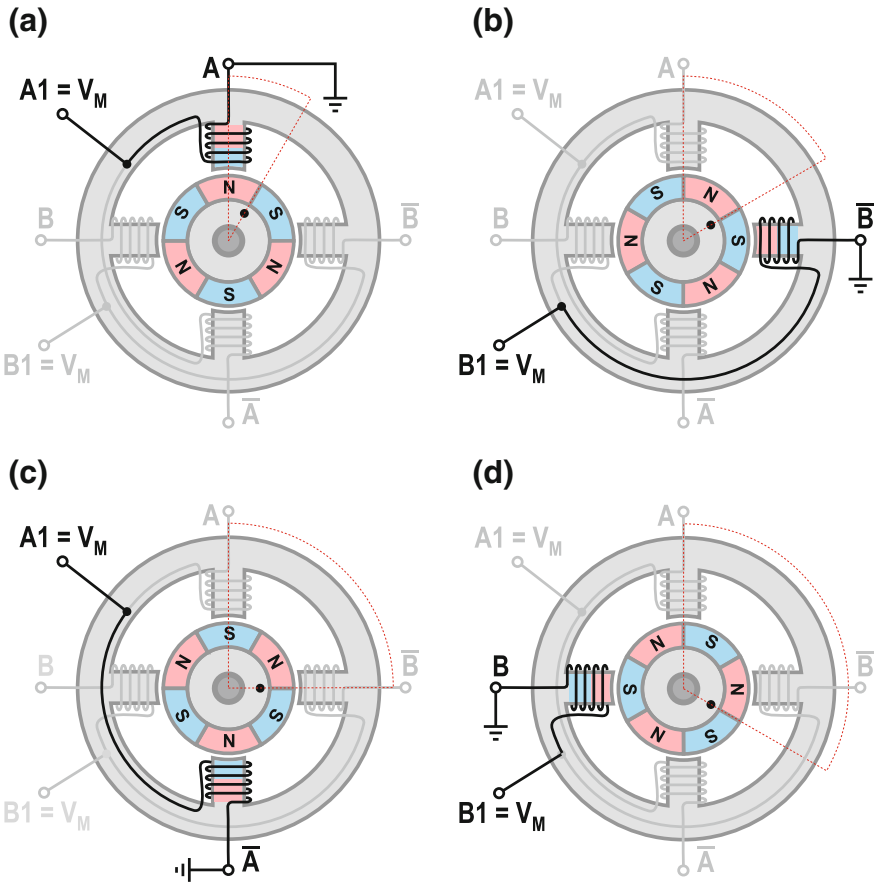 (a)
A
A1 = VM
N
S
S
B
B̅
N
N
S
B1 = VM
A̅
(b)
A
A1 = VM
S
N
B
N
S
B̅
S
N
B1 = VM
A̅
(c)
A
A1 = VM
S
N
N
B
B̅
S
S
N
B1 = VM
A̅
(d)
A
A1 = VM
N
S
B
S
N
B̅
N
S
B1 = VM
A̅